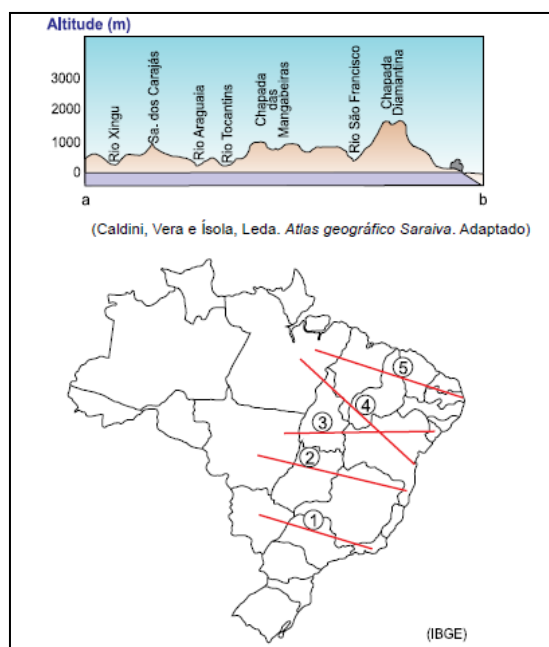 Altitude (m)
3000
2000
1000
0
Rio Xingu
Sa. dos Carajás
Rio Araguaia
Rio Tocantins
Chapada
das
Mangabeiras
Rio São Francisco
Chapada
Diamantina
a
b
(Caldini, Vera e Ísola, Leda. Atlas geográfico Saraiva. Adaptado)
5
4
3
2
1
(IBGE)